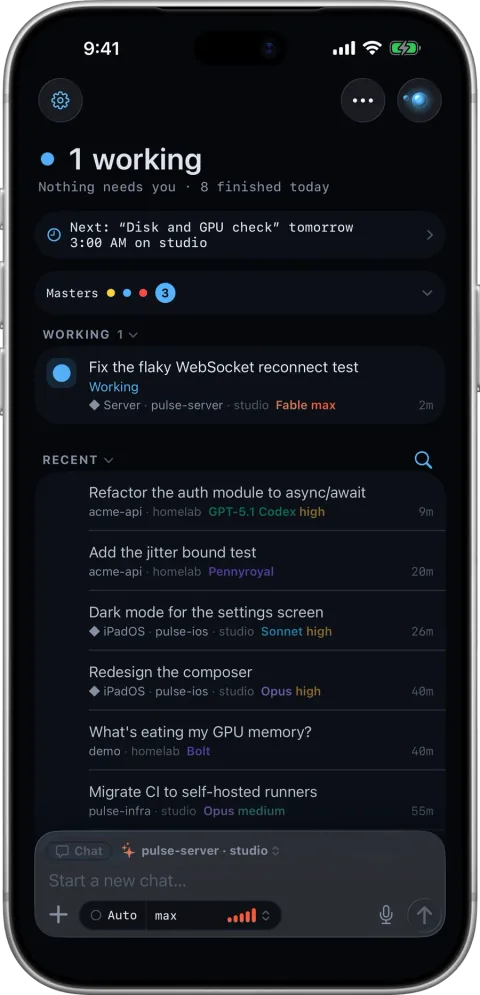 9:41
1 working
Nothing needs you · 8 finished today
Next: “Disk and GPU check” tomorrow
3:00 AM on studio
Masters 3
WORKING 1
Fix the flaky WebSocket reconnect test
Working
Server · pulse-server · studio Fable max 2m
RECENT
Refactor the auth module to async/await
acme-api · homelab GPT-5.1 Codex high 9m
Add the jitter bound test
acme-api · homelab Pennyroyal 20m
Dark mode for the settings screen
iPadOS · pulse-ios · studio Sonnet high 26m
Redesign the composer
iPadOS · pulse-ios · studio Opus high 40m
What's eating my GPU memory?
demo · homelab Bolt 40m
Migrate CI to self-hosted runners
pulse-infra · studio Opus medium 55m
Chat pulse-server · studio
Start a new chat...
Auto max